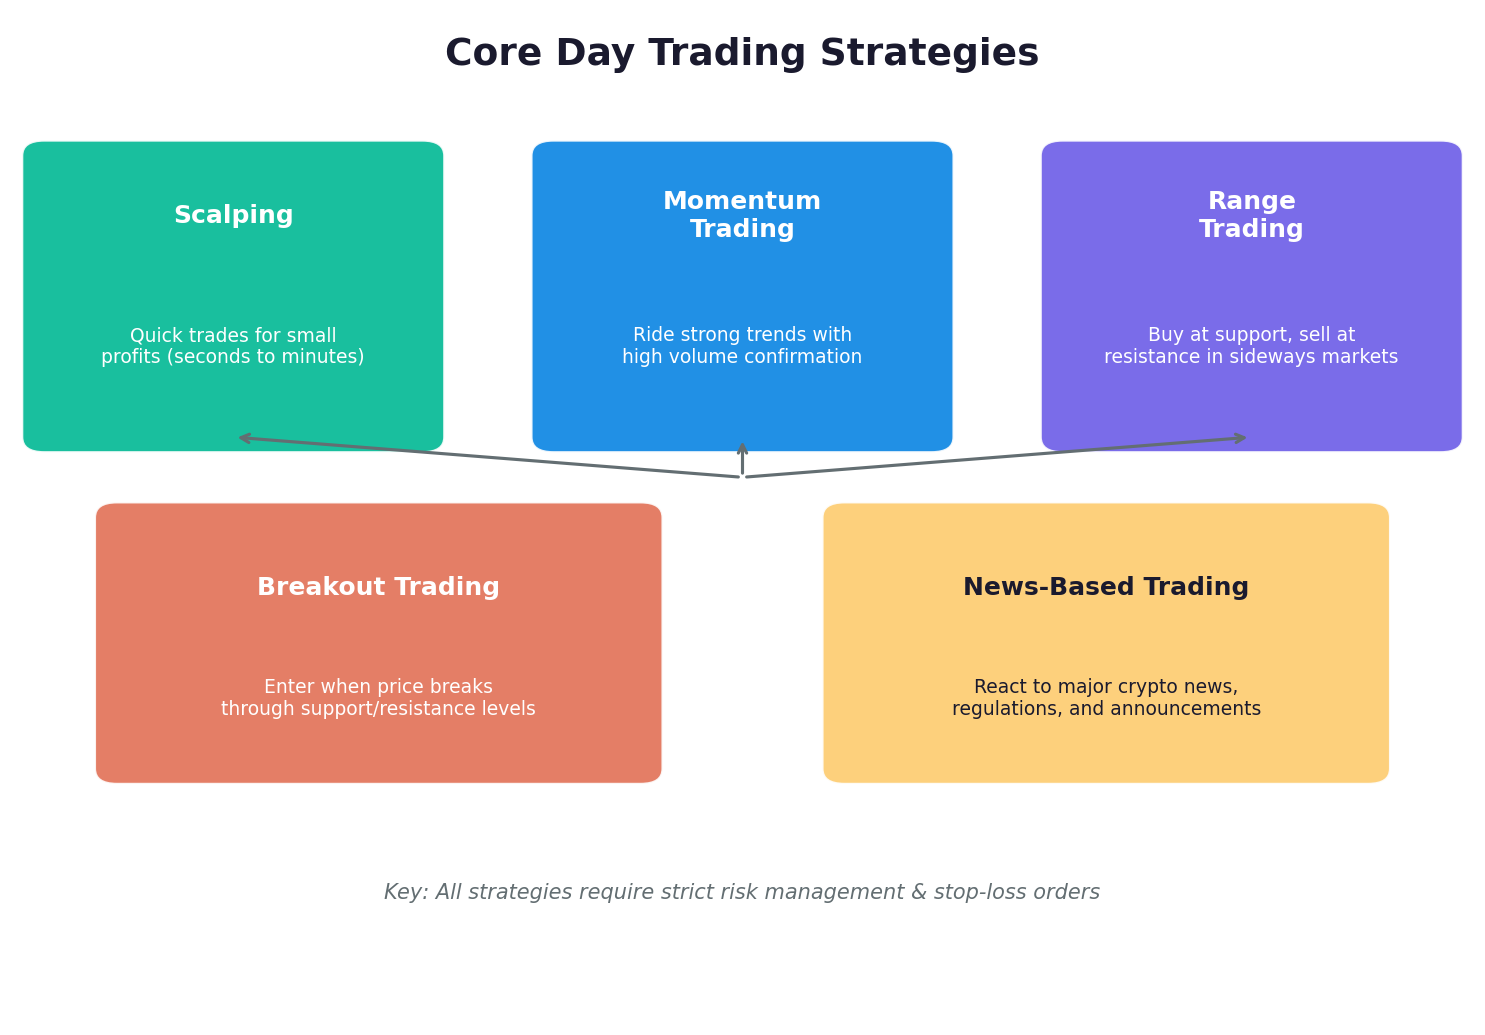 Core Day Trading Strategies
Scalping
Quick trades for small
profits (seconds to minutes)
Momentum
Trading
Ride strong trends with
high volume confirmation
Range
Trading
Buy at support, sell at
resistance in sideways markets
Breakout Trading
Enter when price breaks
through support/resistance levels
News-Based Trading
React to major crypto news,
regulations, and announcements
Key: All strategies require strict risk management & stop-loss orders